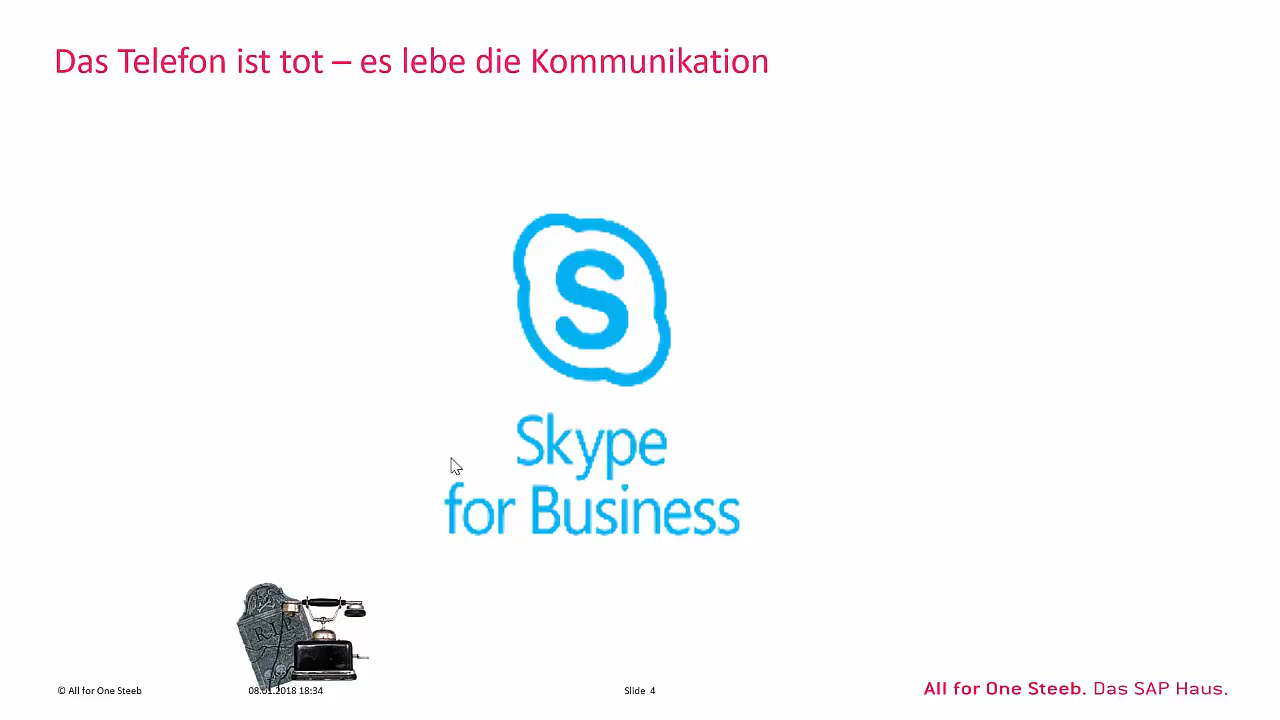 Das Telefon ist tot – es lebe die Kommunikation
S
Skype
for Business
R.I.P.
© All for One Steeb
08.01.2018 18:34
Slide 4
All for One Steeb. Das SAP Haus.